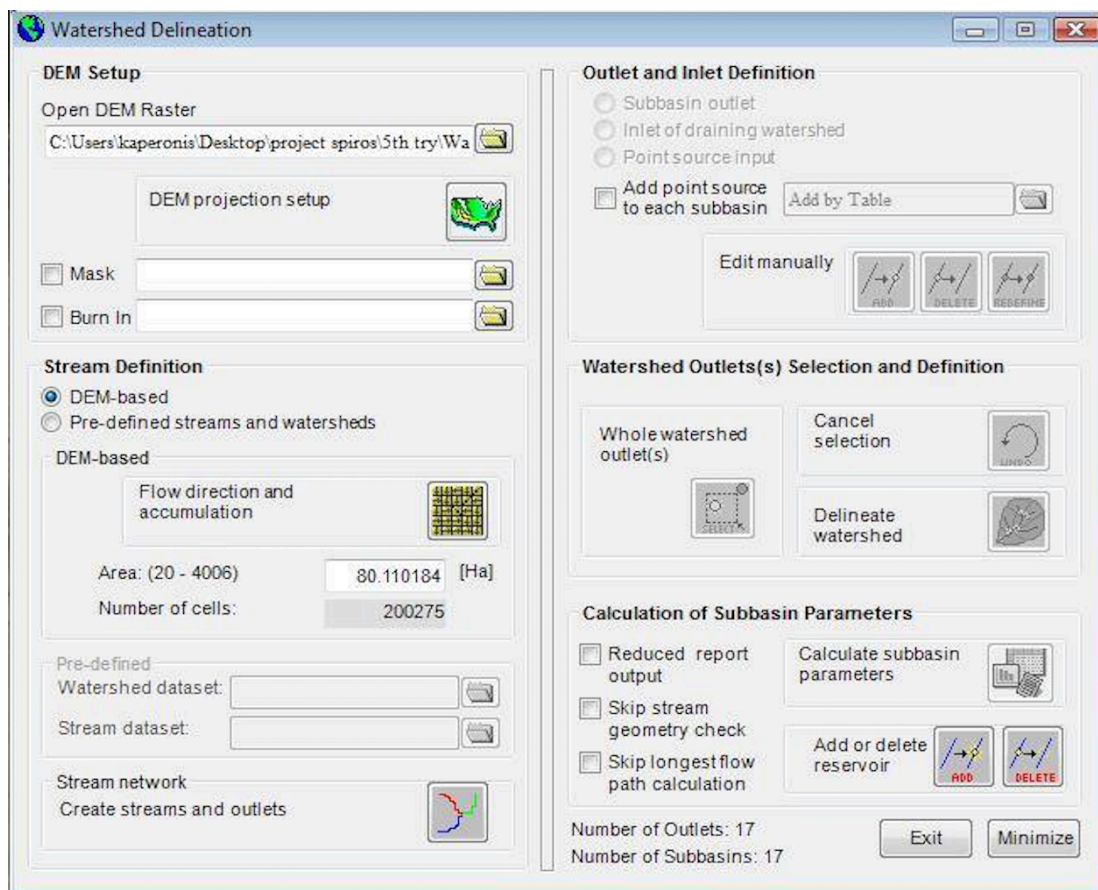 Watershed Delineation
DEM Setup
Open DEM Raster
C:\Users\kaperonis\Desktop\project spiros\5th try\Wa
DEM projection setup
Mask
Burn In
Stream Definition
DEM-based
Pre-defined streams and watersheds
DEM-based
Flow direction and
accumulation
Area: (20 - 4006)
80.110184
[Ha]
Number of cells:
200275
Pre-defined
Watershed dataset:
Stream dataset:
Stream network
Create streams and outlets
Outlet and Inlet Definition
Subbasin outlet
Inlet of draining watershed
Point source input
Add point source
to each subbasin
Add by Table
Edit manually
ADD
DELETE
REDEFINE
Watershed Outlets(s) Selection and Definition
Whole watershed
outlet(s)
SELECT
Cancel
selection
UNDO
Delineate
watershed
Calculation of Subbasin Parameters
Reduced report
output
Skip stream
geometry check
Skip longest flow
path calculation
Calculate subbasin
parameters
Add or delete
reservoir
ADD
DELETE
Number of Outlets: 17
Number of Subbasins: 17
Exit
Minimize